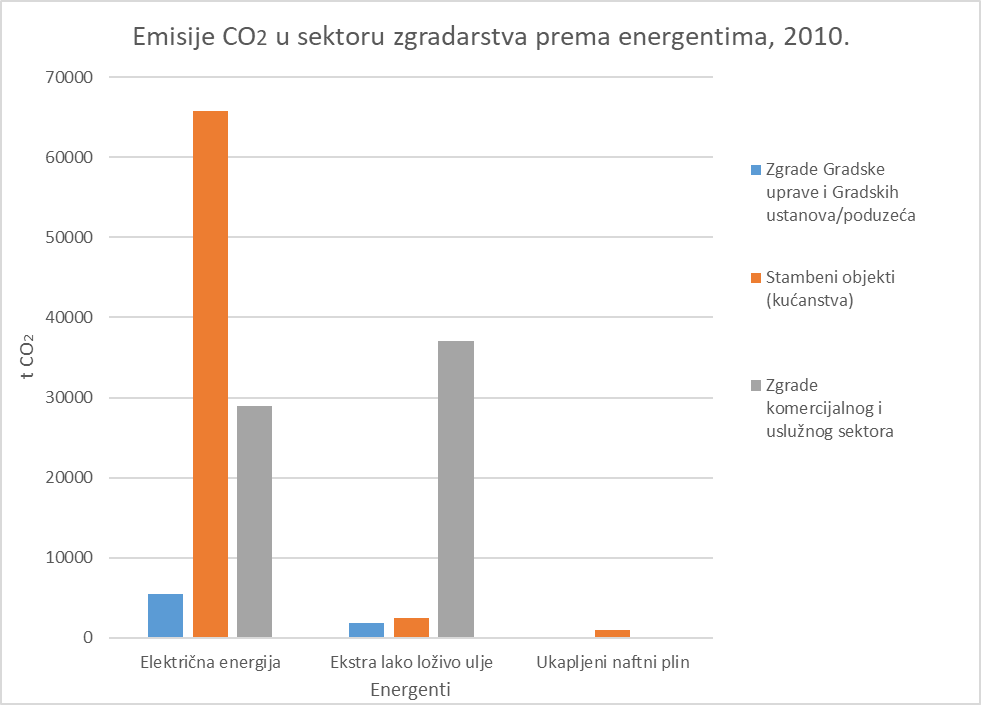 Emisije CO2 u sektoru zgradarstva prema energentima, 2010.
70000
60000
50000
40000
30000
20000
10000
0
t CO2
Električna energija
Ekstra lako loživo ulje
Ukapljeni naftni plin
Energenti
Zgrade Gradske
uprave i Gradskih
ustanova/poduzeća
Stambeni objekti
(kućanstva)
Zgrade
komercijalnog i
uslužnog sektora